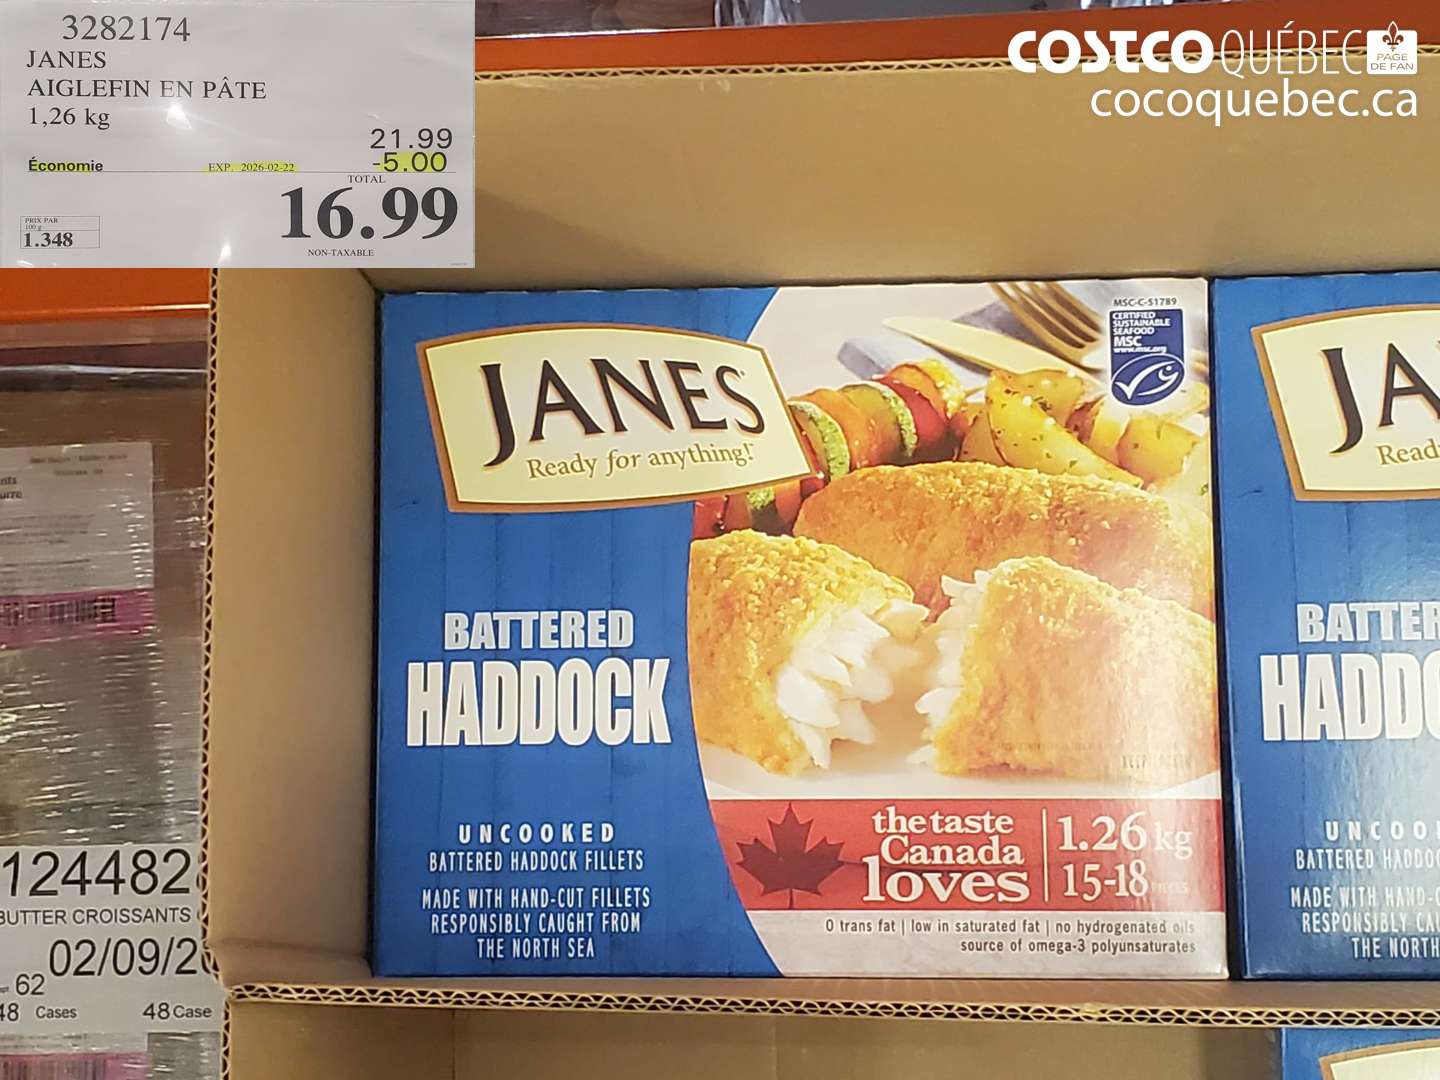 3282174
JANES
AIGLEFIN EN PÂTE
1,26 kg
21.99
Économie
EXP. 2026-02-22
-5.00
TOTAL
16.99
PRIX PAR
100 g
1.348
NON-TAXABLE
COSTCO QUÉBEC
PAGE
DE FAN
cocoquebec.ca
MSC-C-51789
CERTIFIED
SUSTAINABLE
SEAFOOD
MSC
www.msc.org
JANES
Ready for anything!
BATTERED
HADDOCK
UNCOOKED
BATTERED HADDOCK FILLETS
MADE WITH HAND-CUT FILLETS
RESPONSIBLY CAUGHT FROM
THE NORTH SEA
the taste
Canada
loves
1.26 kg
15-18 PIECES
0 trans fat | low in saturated fat | no hydrogenated oils
source of omega-3 polyunsaturates
JA
Read
BATTER
HADDO
UNCOO
BATTERED HADDO
MADE WITH HAND-C
RESPONSIBLY CAU
THE NORTH
124482
BUTTER CROISSANTS
02/09/2
62
48 Cases
48 Case